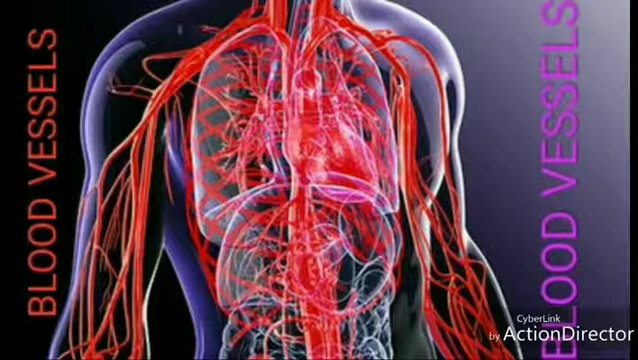 BLOOD VESSELS
BLOOD VESSELS
CyberLink
by ActionDirector